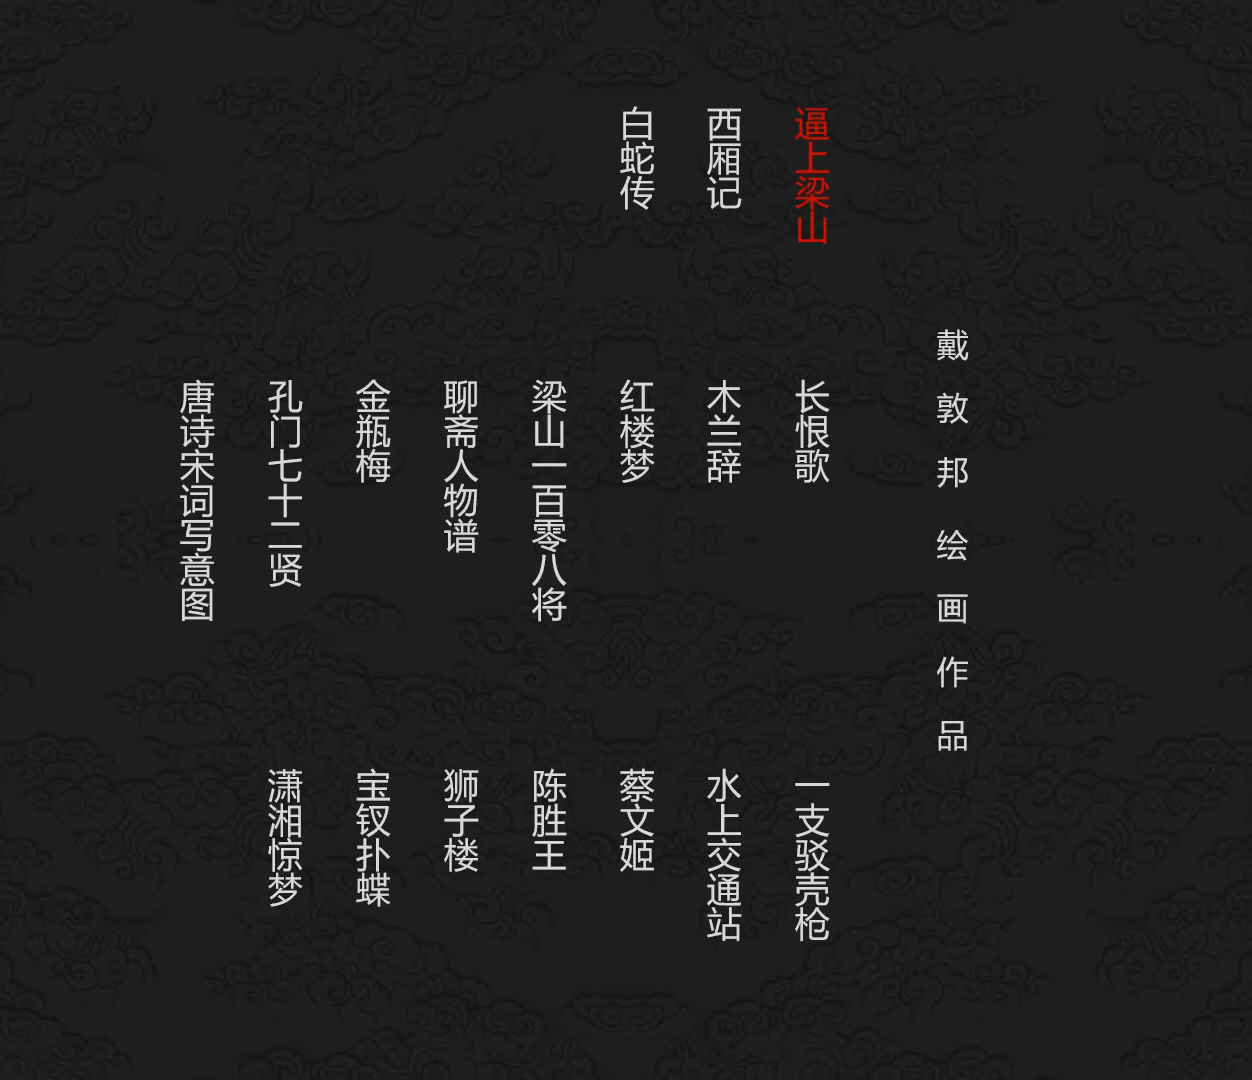 戴敦邦 绘画作品
逼上梁山
西厢记
白蛇传
长恨歌
木兰辞
红楼梦
梁山一百零八将
聊斋人物谱
金瓶梅
孔门七十二贤
唐诗宋词写意图
一支驳壳枪
水上交通站
蔡文姬
陈胜王
狮子楼
宝钗扑蝶
潇湘惊梦